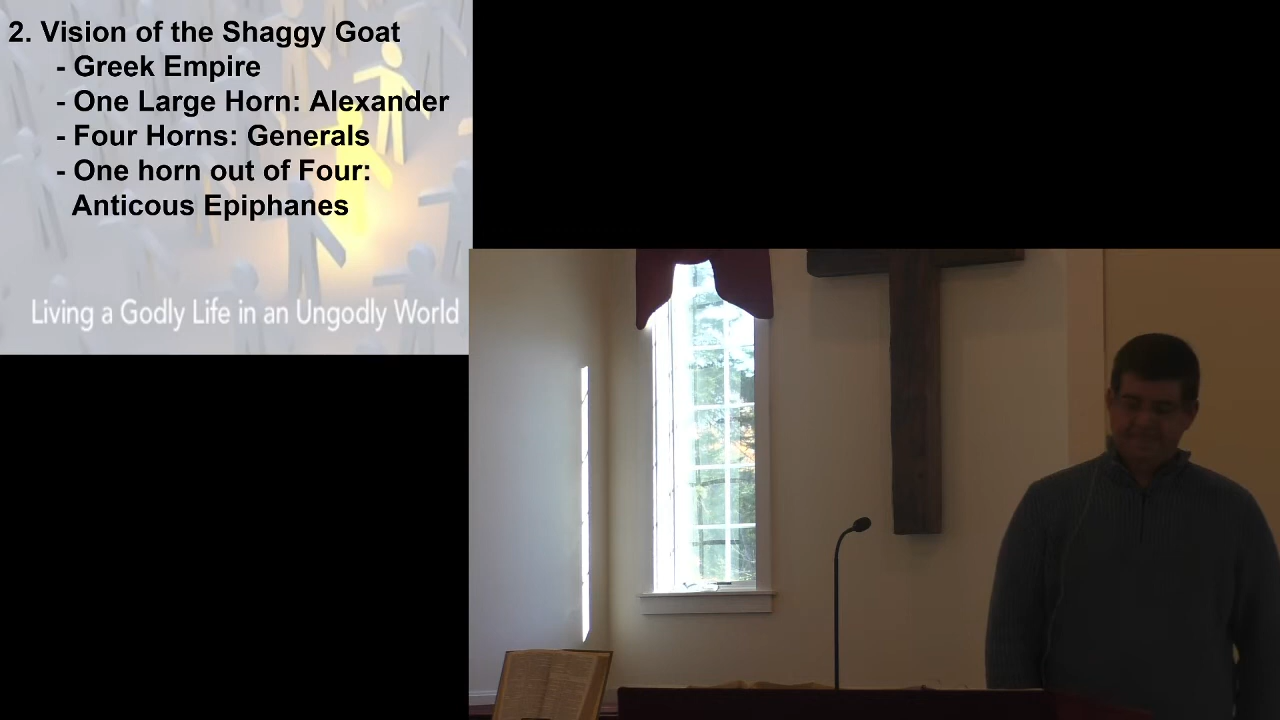 2. Vision of the Shaggy Goat
- Greek Empire
- One Large Horn: Alexander
- Four Horns: Generals
- One horn out of Four:
Anticous Epiphanes
Living a Godly Life in an Ungodly World